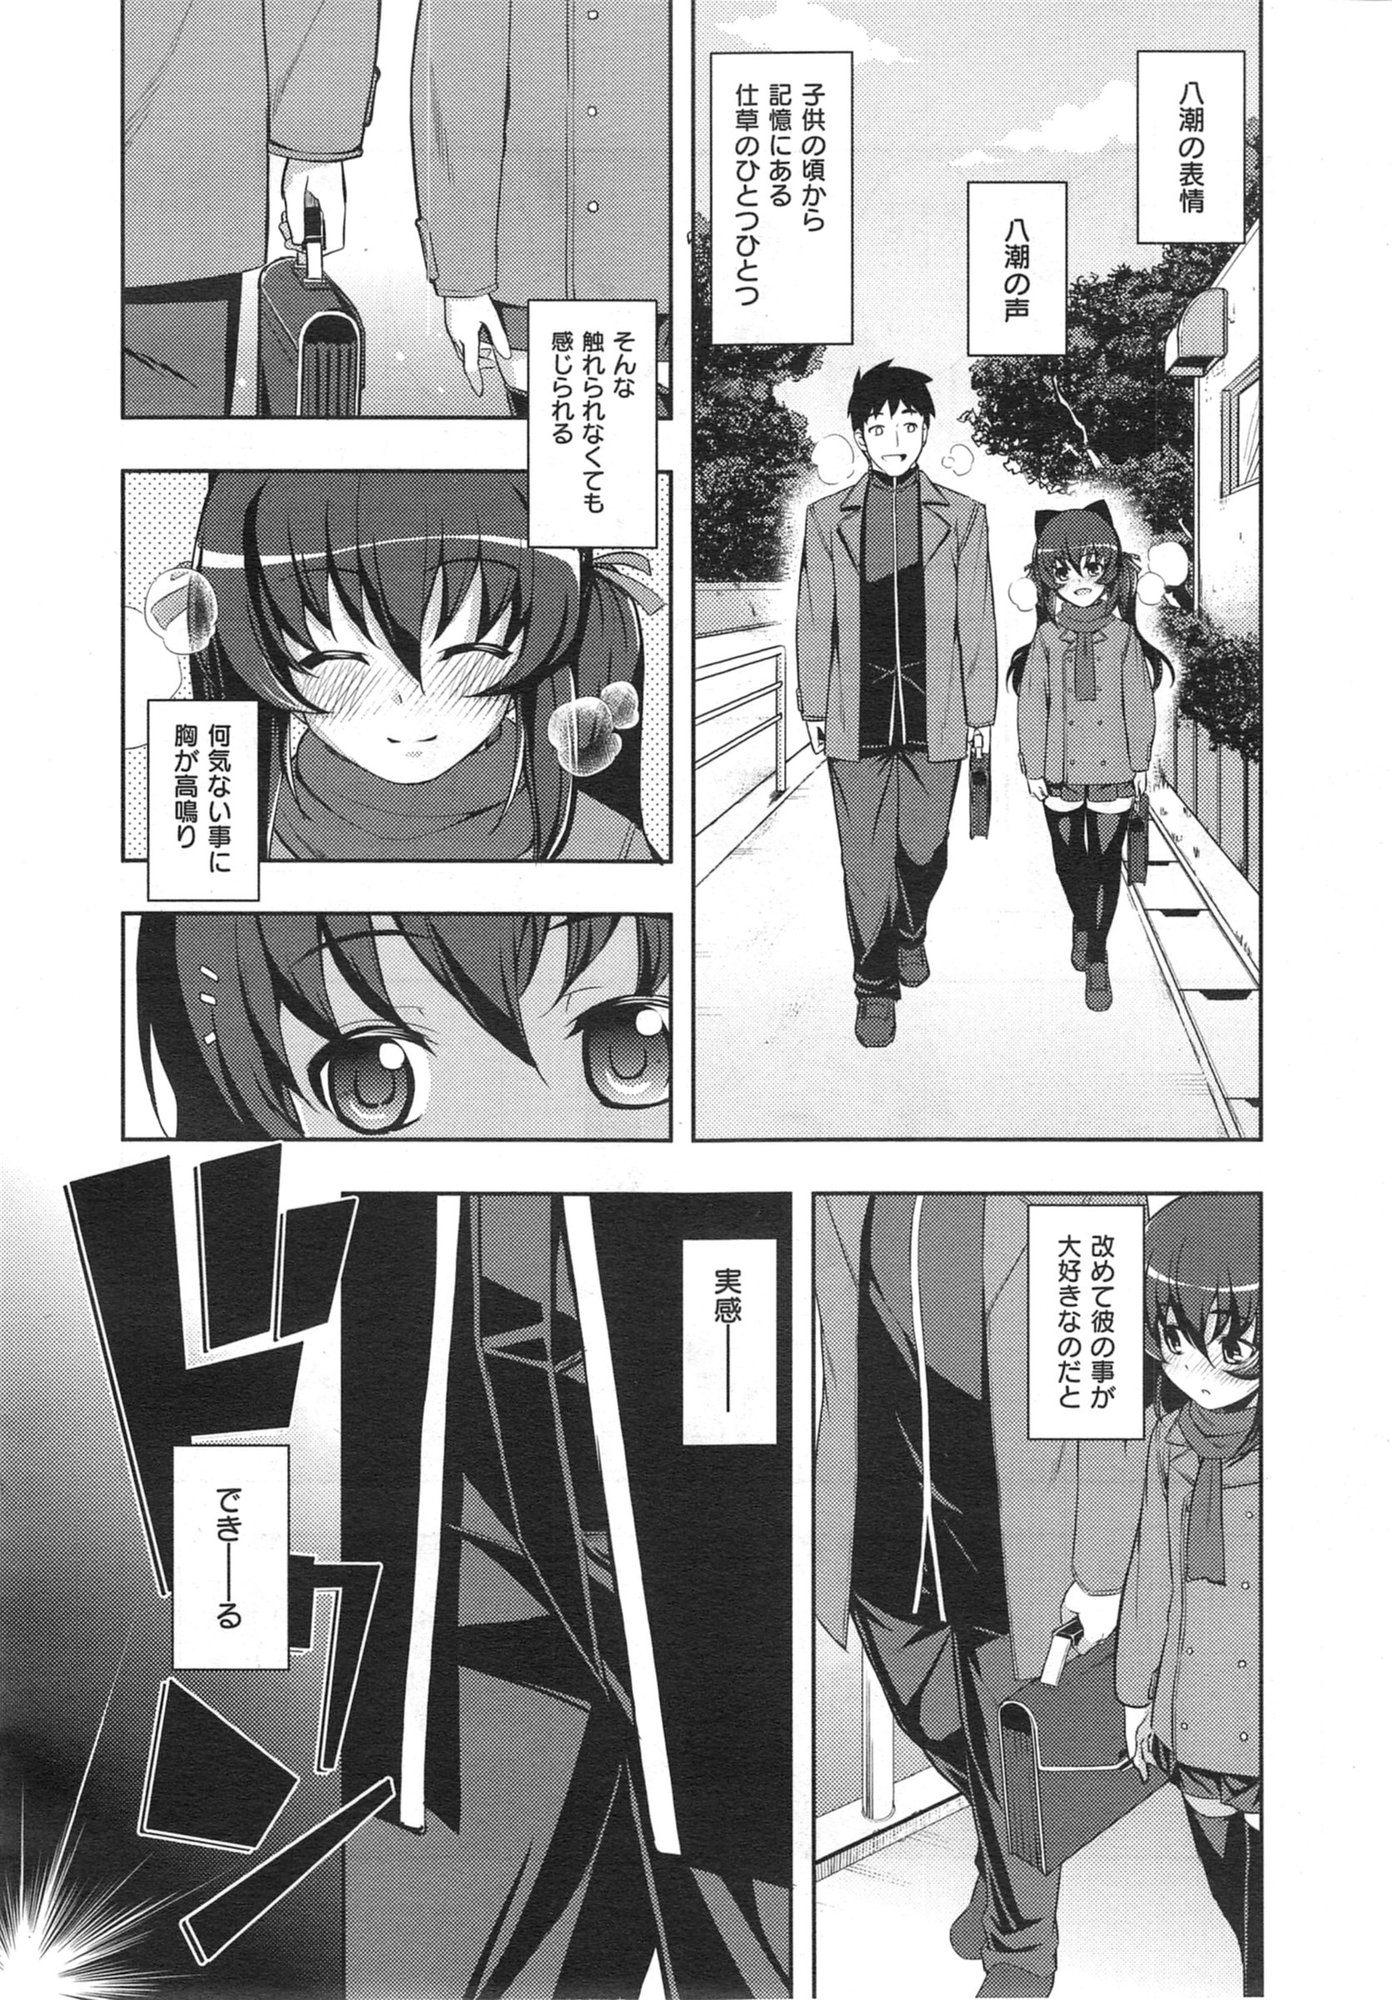 八潮の表情
八潮の声
子供の頃から
記憶にある
仕草のひとつひとつ
そんな
触れられなくても
感じられる
何気ない事に
胸が高鳴り
改めて彼の事が
大好きなのだと
実感――
でき――る
ドクン